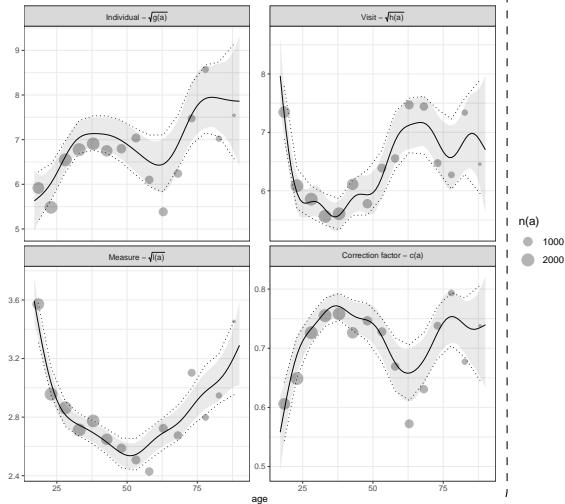 Individual − √g(a)
Visit − √h(a)
9
8
7
6
5
8
7
6
Measure − √l(a)
Correction factor − c(a)
3.6
3.2
2.8
2.4
0.8
0.7
0.6
0.5
25 50 75 25 50 75
age
n(a)
1000
2000